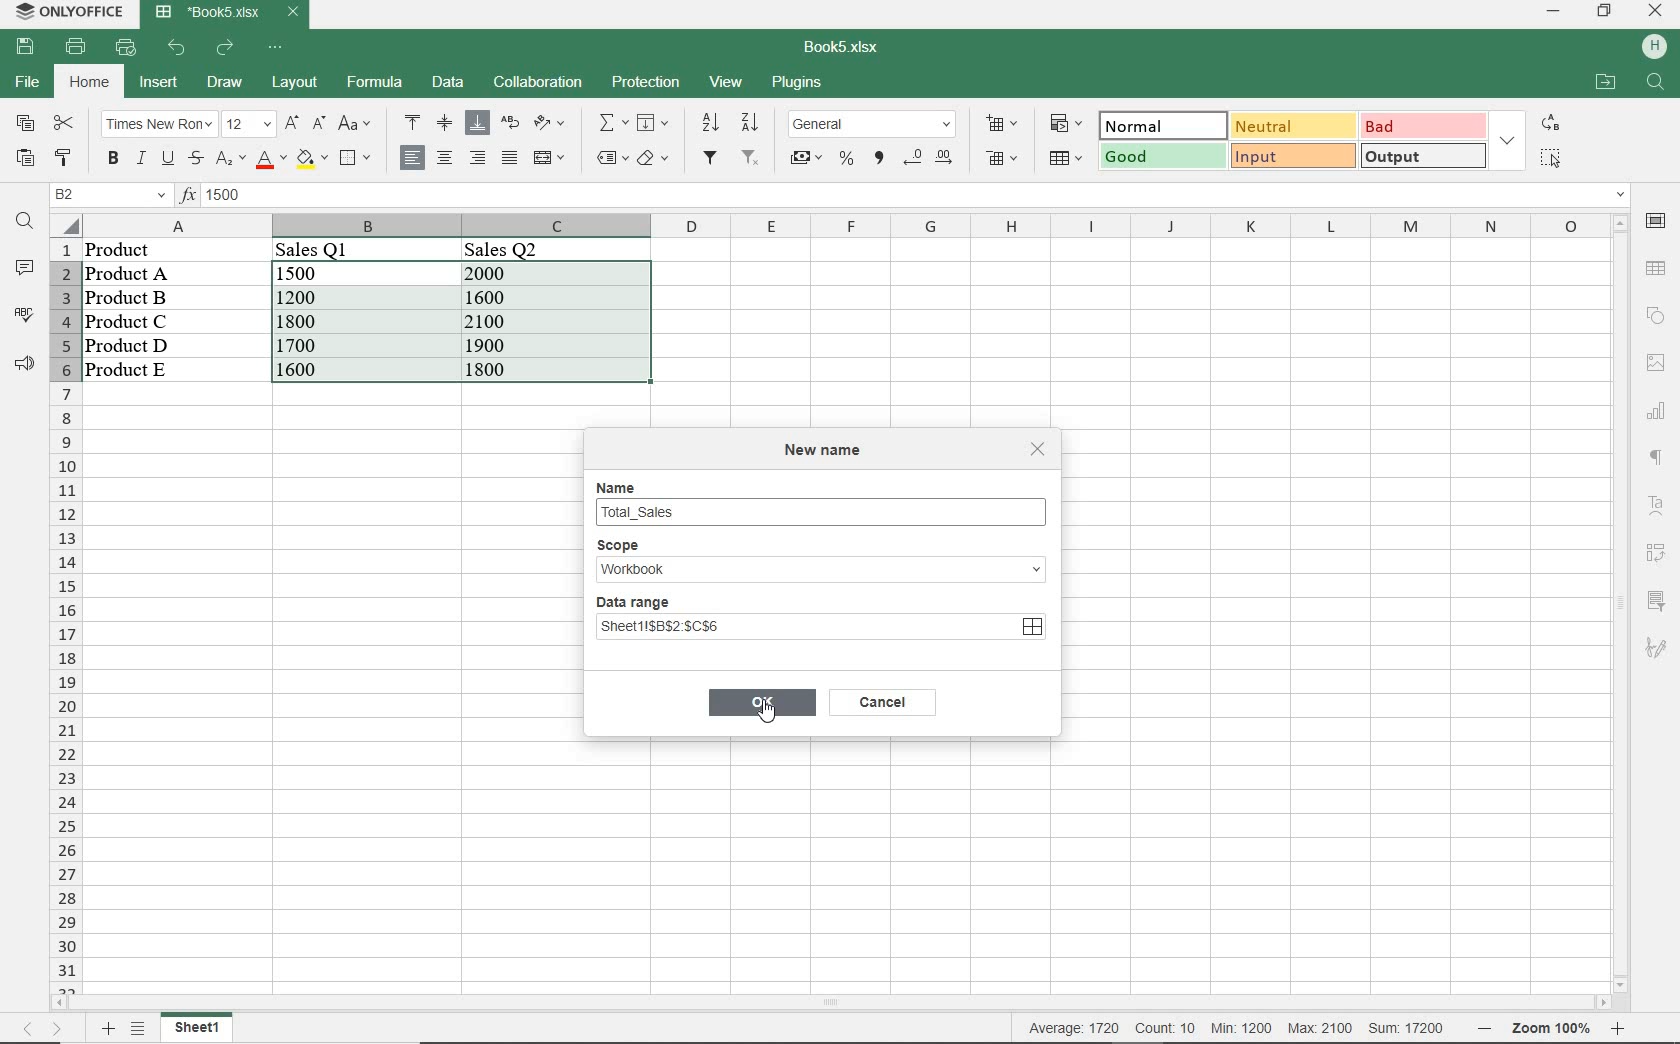 ONLYOFFICE *Book5.xlsx
Book5.xlsx H
File Home Insert Draw Layout Formula Data Collaboration Protection View Plugins
Times New Ron 12 Aa General Normal Neutral Bad
B I U S A₂ A % Good Input Output
B2 fx 1500
A B C D E F G H I J K L M N O
1 Product Sales Q1 Sales Q2
2 Product A 1500 2000
3 Product B 1200 1600
4 Product C 1800 2100
5 Product D 1700 1900
6 Product E 1600 1800
7
8
9
10
11
12
13
14
15
16
17
18
19
20
21
22
23
24
25
26
27
28
29
30
31
32
New name
Name
Total_Sales
Scope
Workbook
Data range
Sheet1!$B$2:$C$6
OK Cancel
Sheet1 Average: 1720 Count: 10 Min: 1200 Max: 2100 Sum: 17200 Zoom 100%